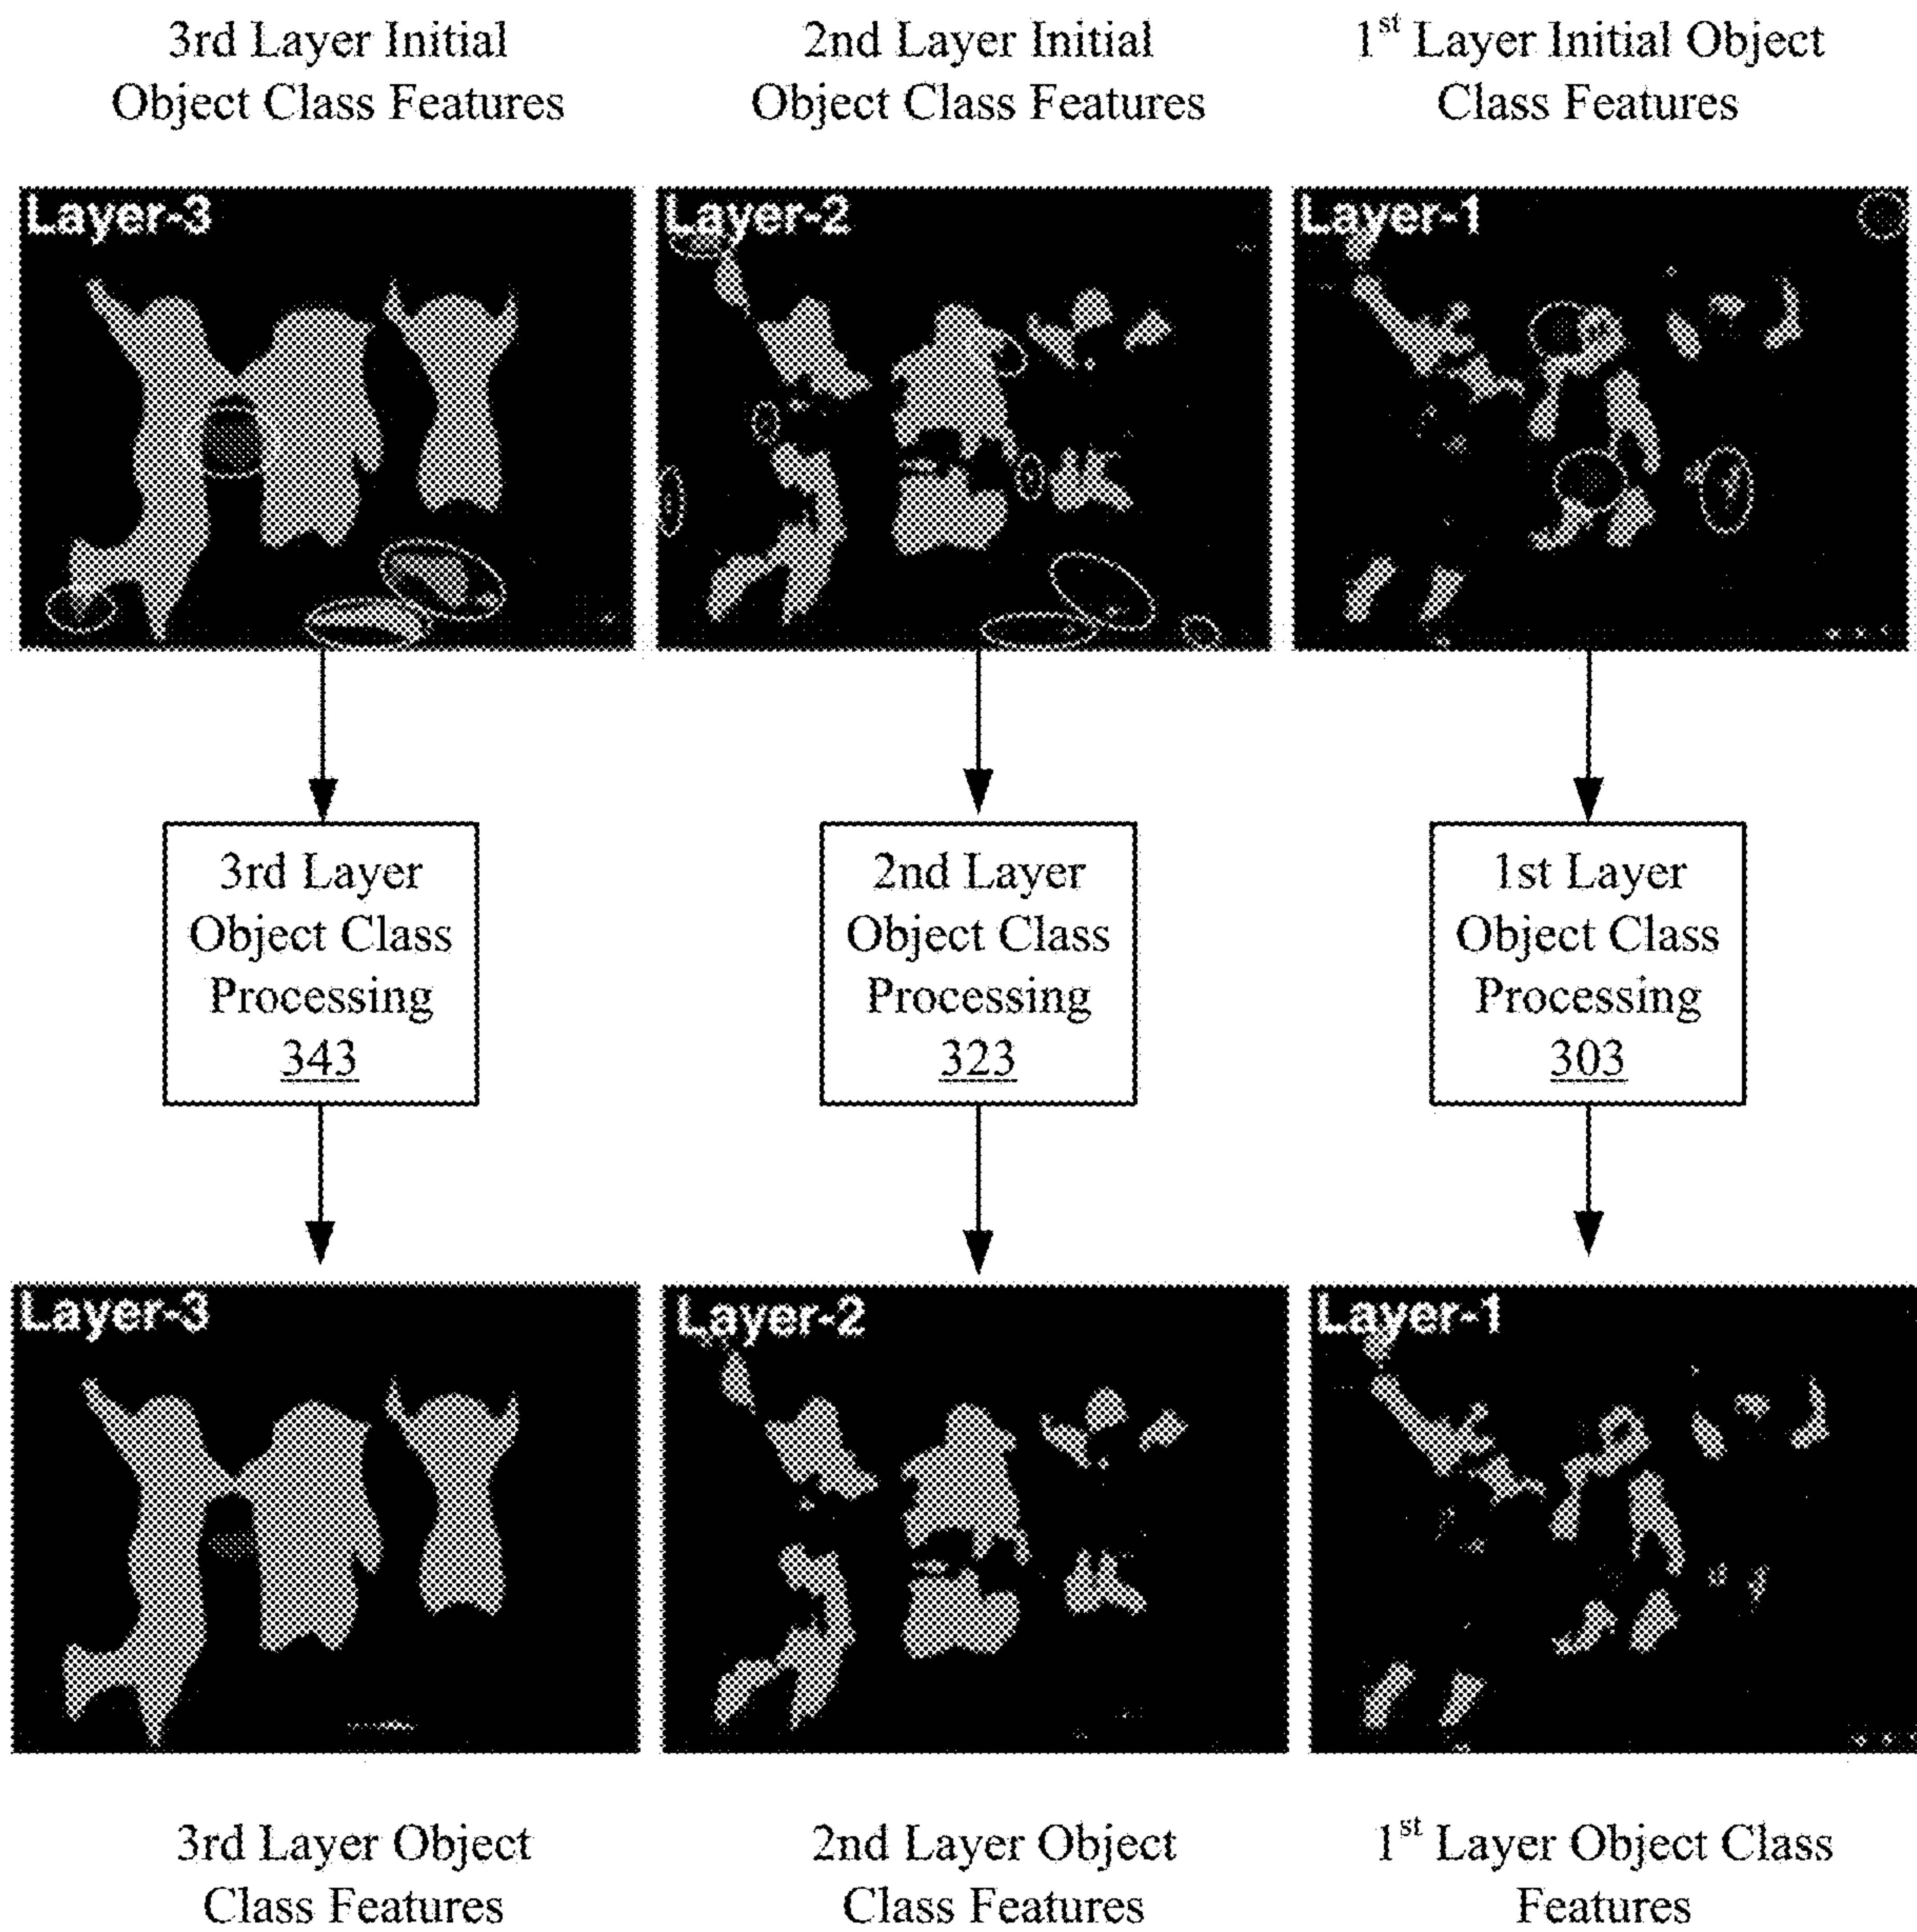 3rd Layer Initial
Object Class Features
2nd Layer Initial
Object Class Features
1st Layer Initial Object
Class Features
Layer-3
Layer-2
Layer-1
3rd Layer
Object Class
Processing
343
2nd Layer
Object Class
Processing
323
1st Layer
Object Class
Processing
303
Layer-3
Layer-2
Layer-1
3rd Layer Object
Class Features
2nd Layer Object
Class Features
1st Layer Object Class
Features